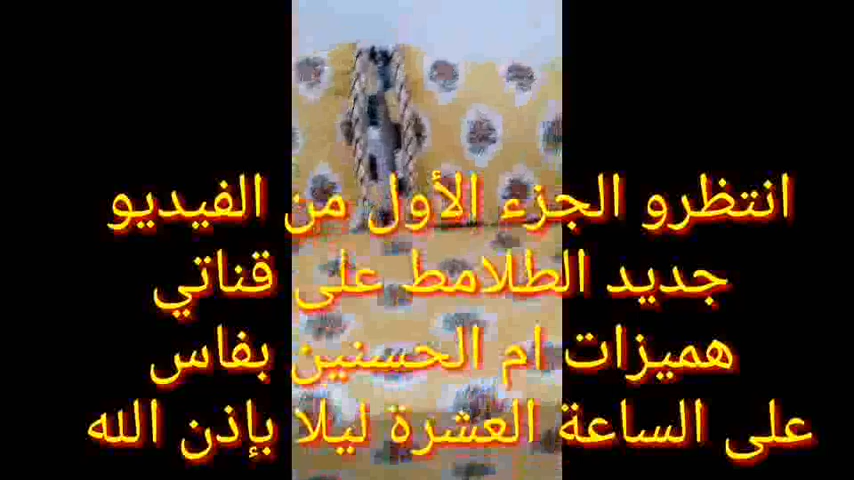 انتظرو الجزء الأول من الفيديو
جديد الطلامط على قناتي
هميزات ام الحسنين بفاس
على الساعة العشرة ليلا بإذن الله